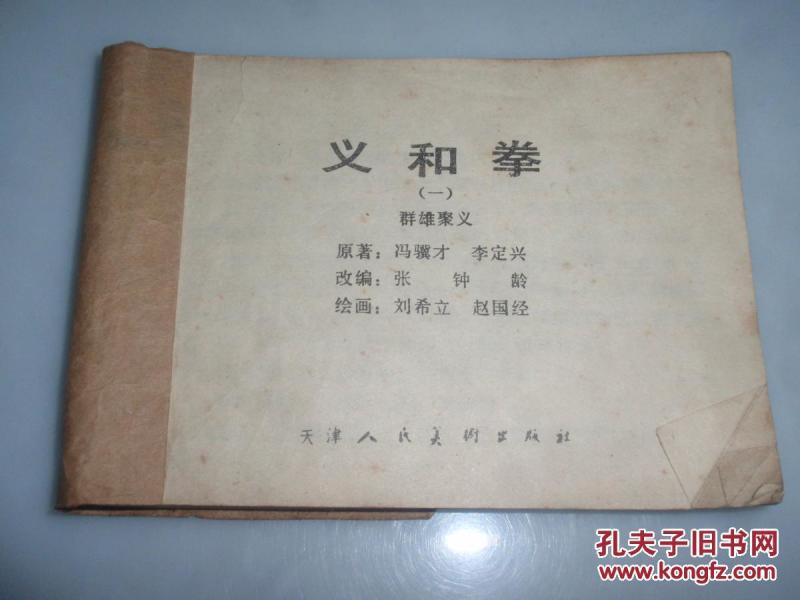 义和拳
（一）
群雄聚义
原著：冯骥才 李定兴
改编：张钟龄
绘画：刘希立 赵国经
天津人民美术出版社
孔夫子旧书网
www.kongfz.com